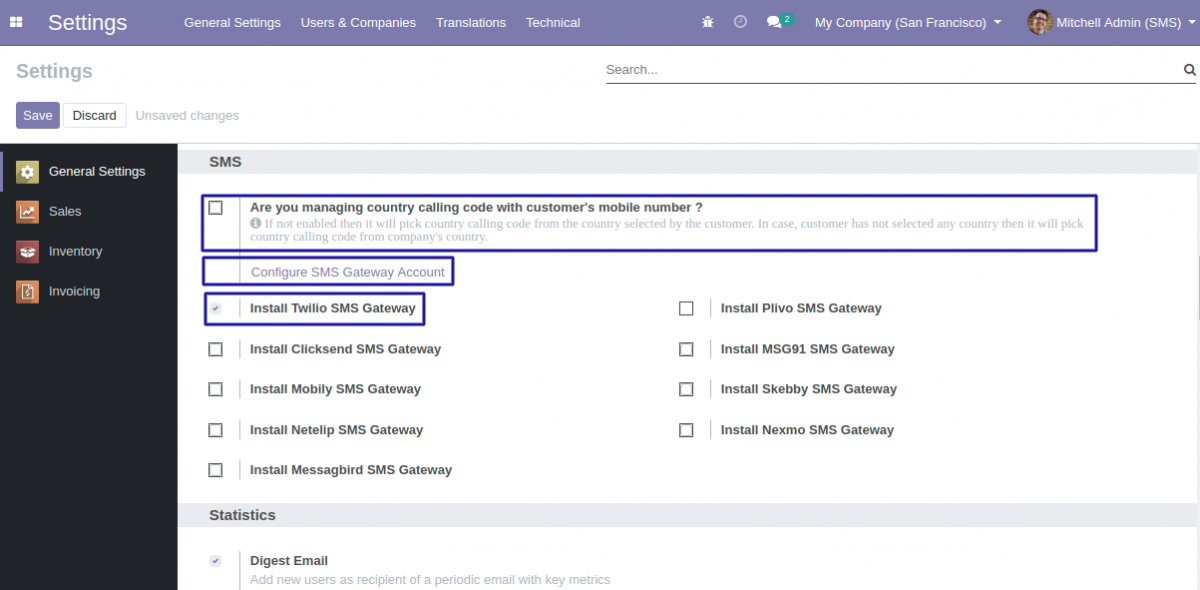 Settings General Settings Users & Companies Translations Technical 2 My Company (San Francisco) Mitchell Admin (SMS)
Settings Search...
Save Discard Unsaved changes
General Settings
Sales
Inventory
Invoicing
SMS
Are you managing country calling code with customer's mobile number ?
If not enabled then it will pick country calling code from the country selected by the customer. In case, customer has not selected any country then it will pick
country calling code from company's country.
Configure SMS Gateway Account
Install Twilio SMS Gateway Install Plivo SMS Gateway
Install Clicksend SMS Gateway Install MSG91 SMS Gateway
Install Mobily SMS Gateway Install Skebby SMS Gateway
Install Netelip SMS Gateway Install Nexmo SMS Gateway
Install Messagbird SMS Gateway
Statistics
Digest Email
Add new users as recipient of a periodic email with key metrics